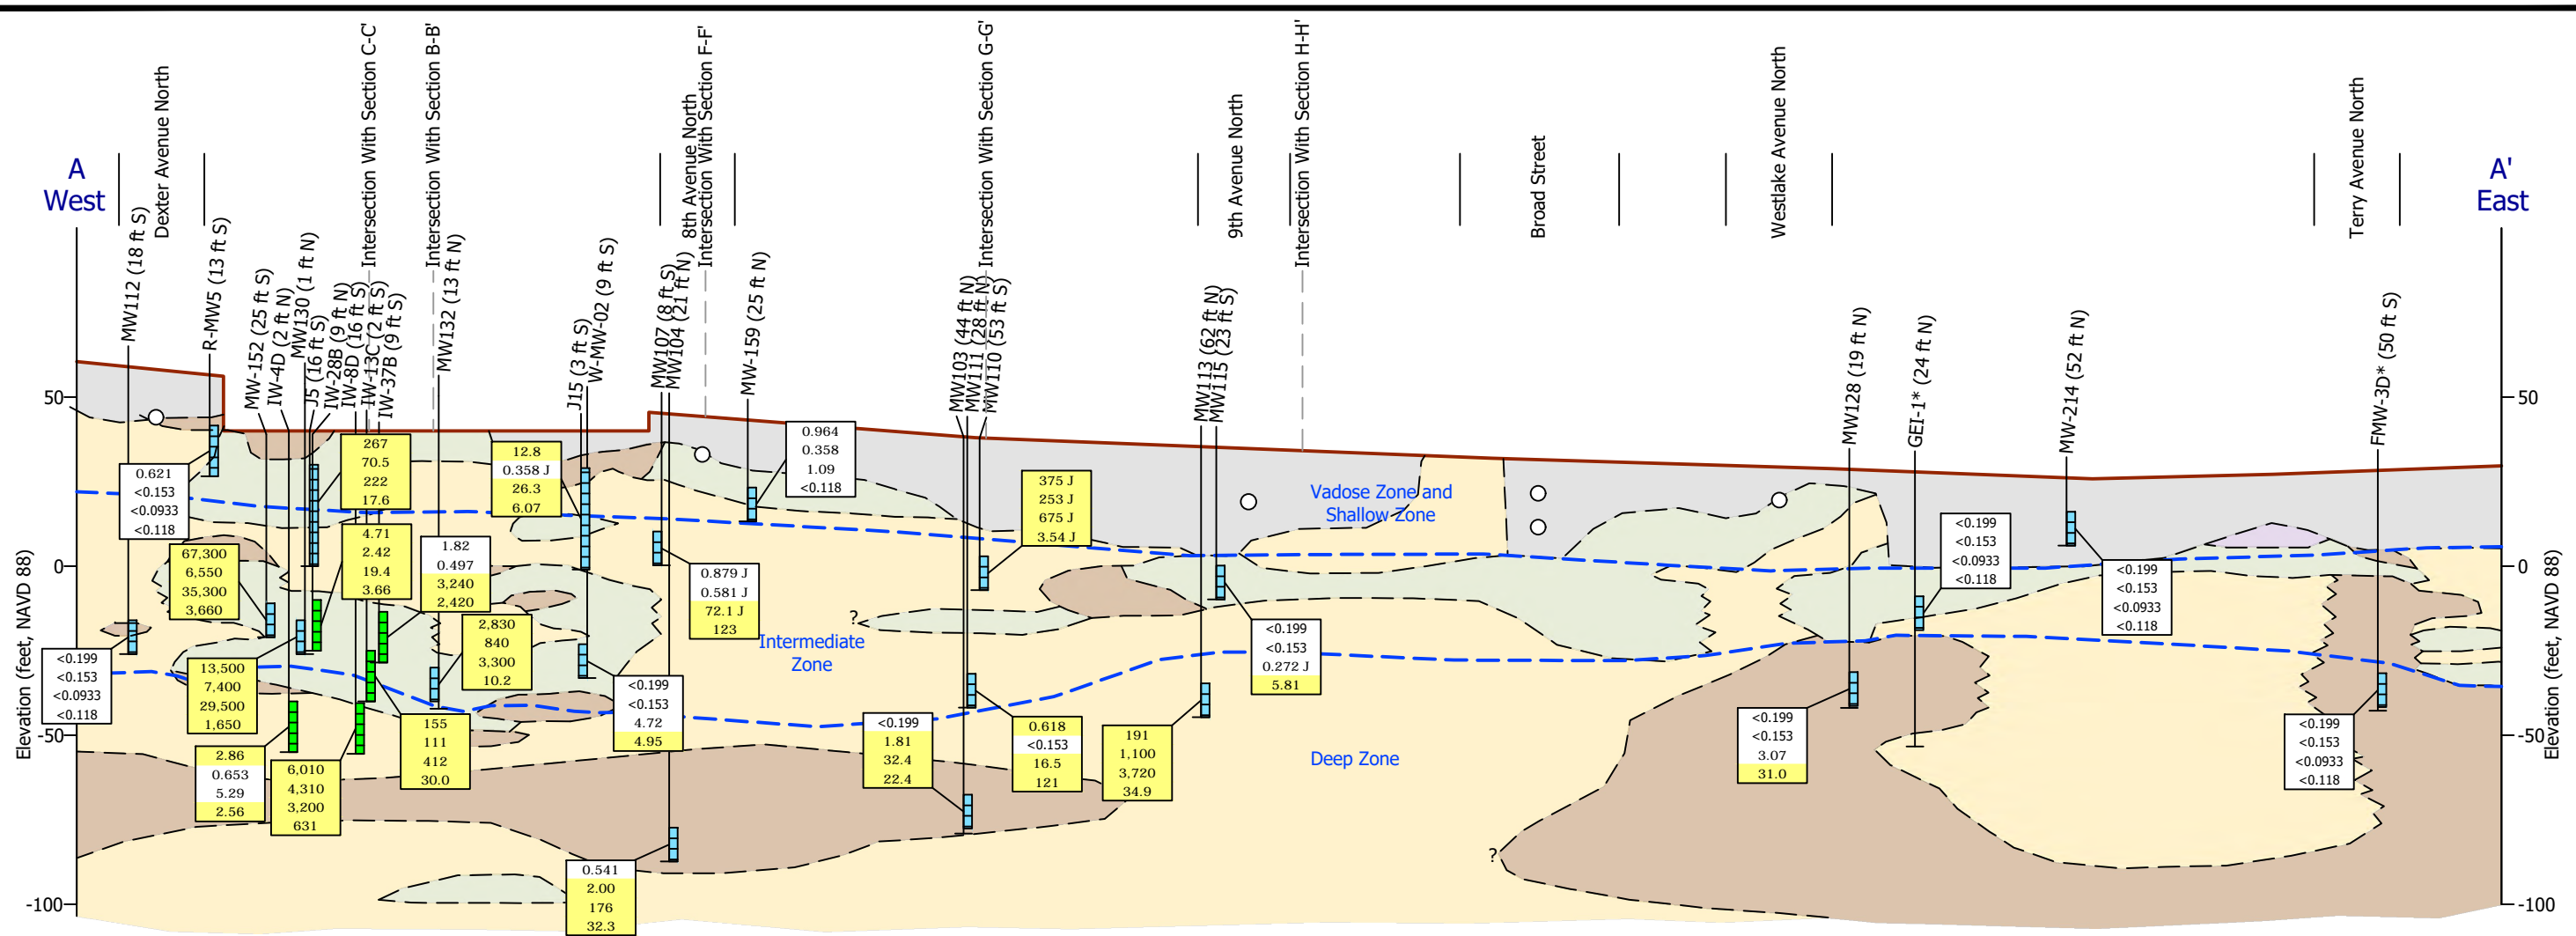 A
West
Dexter Avenue North
Intersection With Section C-C'
Intersection With Section B-B'
8th Avenue North
Intersection With Section F-F'
Intersection With Section G-G'
9th Avenue North
Intersection With Section H-H'
Broad Street
Westlake Avenue North
Terry Avenue North
A'
East
MW112 (18 ft S)
R-MW5 (13 ft S)
MW-152 (25 ft S)
IW-4D (2 ft N)
MW130 (1 ft N)
J5 (16 ft S)
IW-28B (9 ft N)
IW-8D (16 ft S)
IW-13C (2 ft S)
IW-37B (9 ft S)
MW132 (13 ft N)
J15 (3 ft S)
W-MW-02 (9 ft S)
MW107 (8 ft S)
MW104 (21 ft N)
MW-159 (25 ft N)
MW103 (44 ft N)
MW111 (28 ft N)
MW110 (53 ft S)
MW113 (62 ft N)
MW115 (23 ft S)
MW128 (19 ft N)
GEI-1* (24 ft N)
MW-214 (52 ft N)
FMW-3D* (50 ft S)
50
0
-50
-100
Elevation (feet, NAVD 88)
50
0
-50
-100
Elevation (feet, NAVD 88)
0.621
<0.153
<0.0933
<0.118
267
70.5
222
17.6
12.8
0.358 J
26.3
6.07
0.964
0.358
1.09
<0.118
375 J
253 J
675 J
3.54 J
Vadose Zone and
Shallow Zone
67,300
6,550
35,300
3,660
4.71
2.42
19.4
3.66
1.82
0.497
3,240
2,420
0.879 J
0.581 J
72.1 J
123
<0.199
<0.153
<0.0933
<0.118
<0.199
<0.153
<0.0933
<0.118
2,830
840
3,300
10.2
Intermediate
Zone
<0.199
<0.153
0.272 J
5.81
<0.199
<0.153
<0.0933
<0.118
13,500
7,400
29,500
1,650
<0.199
<0.153
4.72
4.95
155
111
412
30.0
<0.199
1.81
32.4
22.4
0.618
<0.153
16.5
121
191
1,100
3,720
34.9
Deep Zone
<0.199
<0.153
3.07
31.0
<0.199
<0.153
<0.0933
<0.118
2.86
0.653
5.29
2.56
6,010
4,310
3,200
631
0.541
2.00
176
32.3
?
?